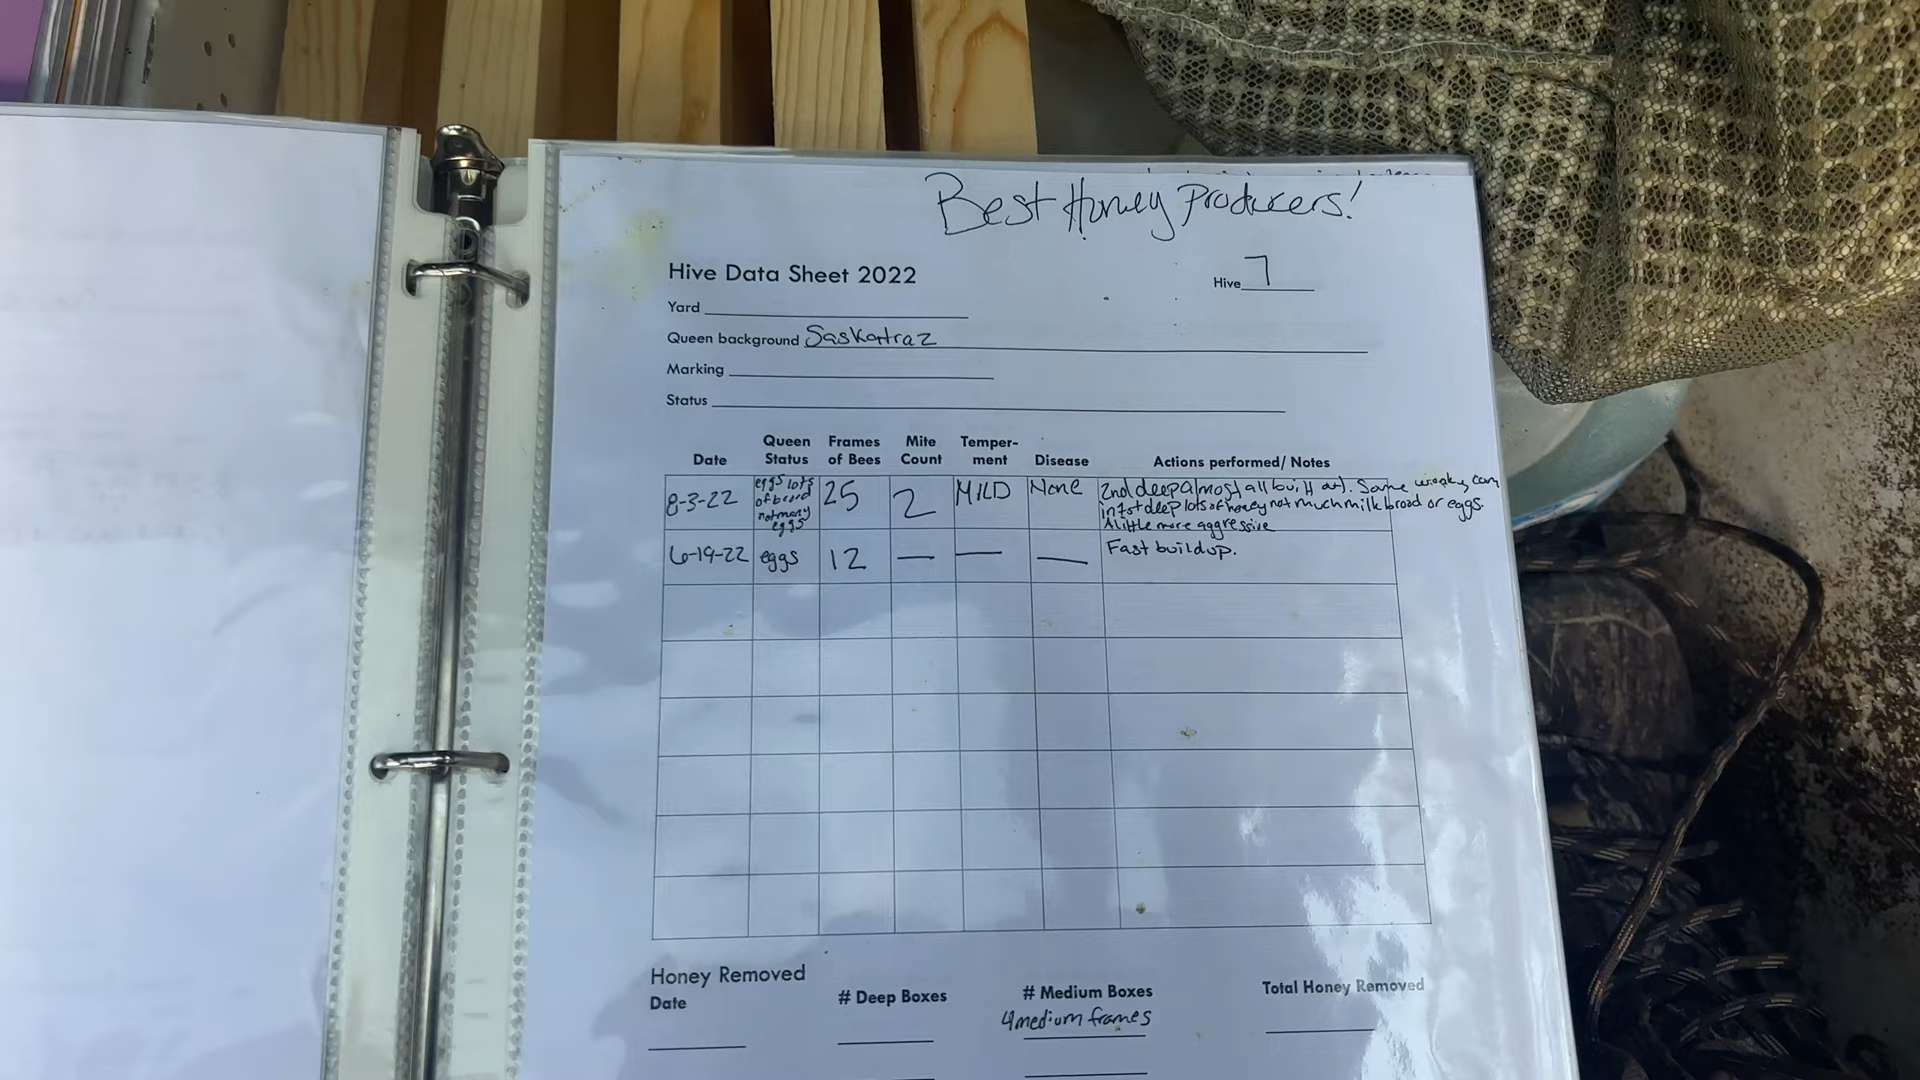 Best Honey Producers!
Hive Data Sheet 2022
Hive 7
Yard
Queen background Saskatraz
Marking
Status
Date Queen Status Frames of Bees Mite Count Temper-ment Disease Actions performed/ Notes
8-3-22 eggs lots of brood not many eggs 25 2 MILD None 2nd deep almost all built out. Some wonky comb
in 1st deep lots of honey not much milk brood or eggs.
A little more aggressive
6-19-22 eggs 12 — — — Fast buildup.
Honey Removed
Date # Deep Boxes # Medium Boxes Total Honey Removed
4 medium frames